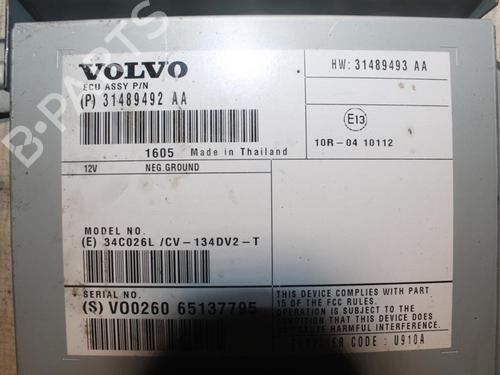 VOLVO
ECU ASSY P/N
(P) 31489492 AA
HW: 31489493 AA
E13
10R-04 10112
1605 Made in Thailand
12V NEG.GROUND
MODEL NO.
(E) 34C026L /CV-134DV2-T
SERIAL NO.
(S) VO0260 65137795
THIS DEVICE COMPLIES WITH PART
15 OF THE FCC RULES.
OPERATION IS SUBJECT TO THE
CONDITION THAT THIS DEVICE DOES
CAUSE HARMFUL INTERFERENCE.
CODE: U910A
B-PARTS